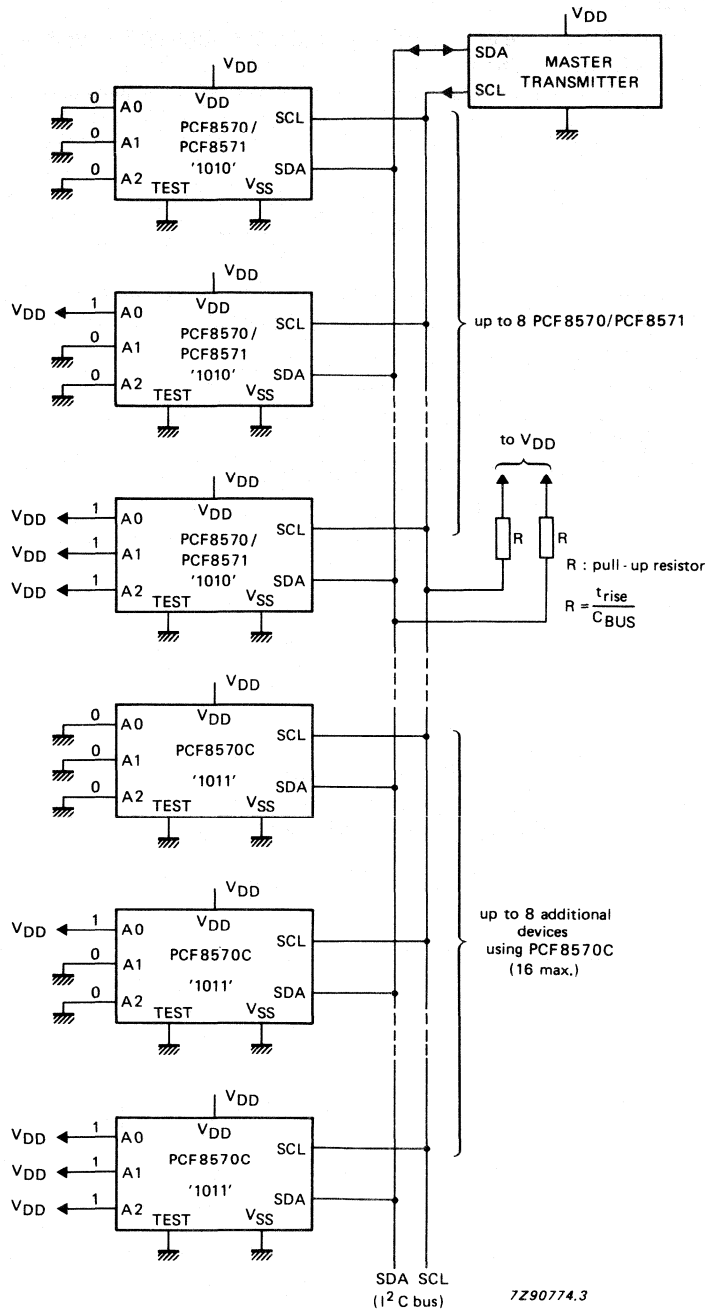 VDD
SDA
MASTER
TRANSMITTER
SCL
VDD
0 A0
VDD
PCF8570/
PCF8571
'1010'
SCL
0 A1
0 A2
SDA
TEST
VSS
VDD
VDD 1 A0
VDD
PCF8570/
PCF8571
'1010'
SCL
0 A1
0 A2
SDA
TEST
VSS
up to 8 PCF8570/PCF8571
to VDD
R
R
R : pull-up resistor
R = trise
CBUS
VDD
VDD 1 A0
VDD
PCF8570/
PCF8571
'1010'
SCL
VDD 1 A1
VDD 1 A2
SDA
TEST
VSS
VDD
0 A0
VDD
PCF8570C
'1011'
SCL
0 A1
0 A2
SDA
TEST
VSS
VDD
VDD 1 A0
VDD
PCF8570C
'1011'
SCL
0 A1
0 A2
SDA
TEST
VSS
up to 8 additional
devices
using PCF8570C
(16 max.)
VDD
VDD 1 A0
VDD
PCF8570C
'1011'
SCL
VDD 1 A1
VDD 1 A2
SDA
TEST
VSS
SDA SCL
(I² C bus)
7Z90774.3